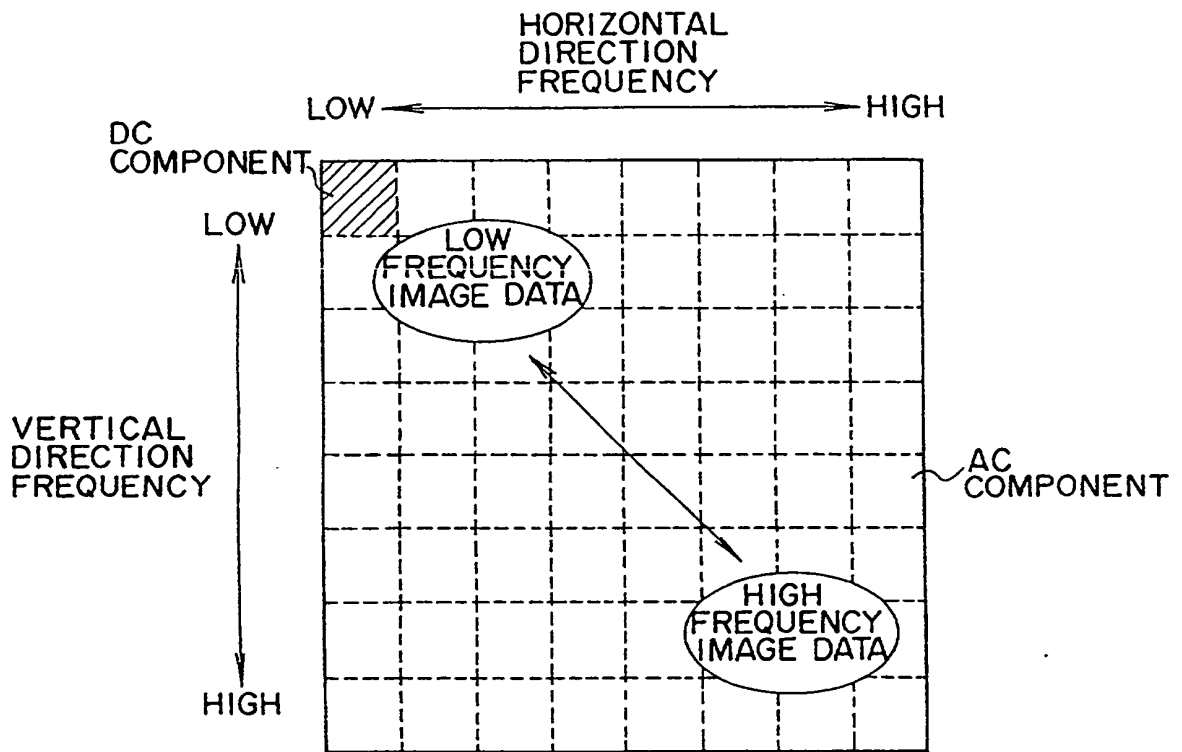 HORIZONTAL
DIRECTION
FREQUENCY
LOW
HIGH
DC
COMPONENT
LOW
LOW
FREQUENCY
IMAGE DATA
VERTICAL
DIRECTION
FREQUENCY
AC
COMPONENT
HIGH
FREQUENCY
IMAGE DATA
HIGH